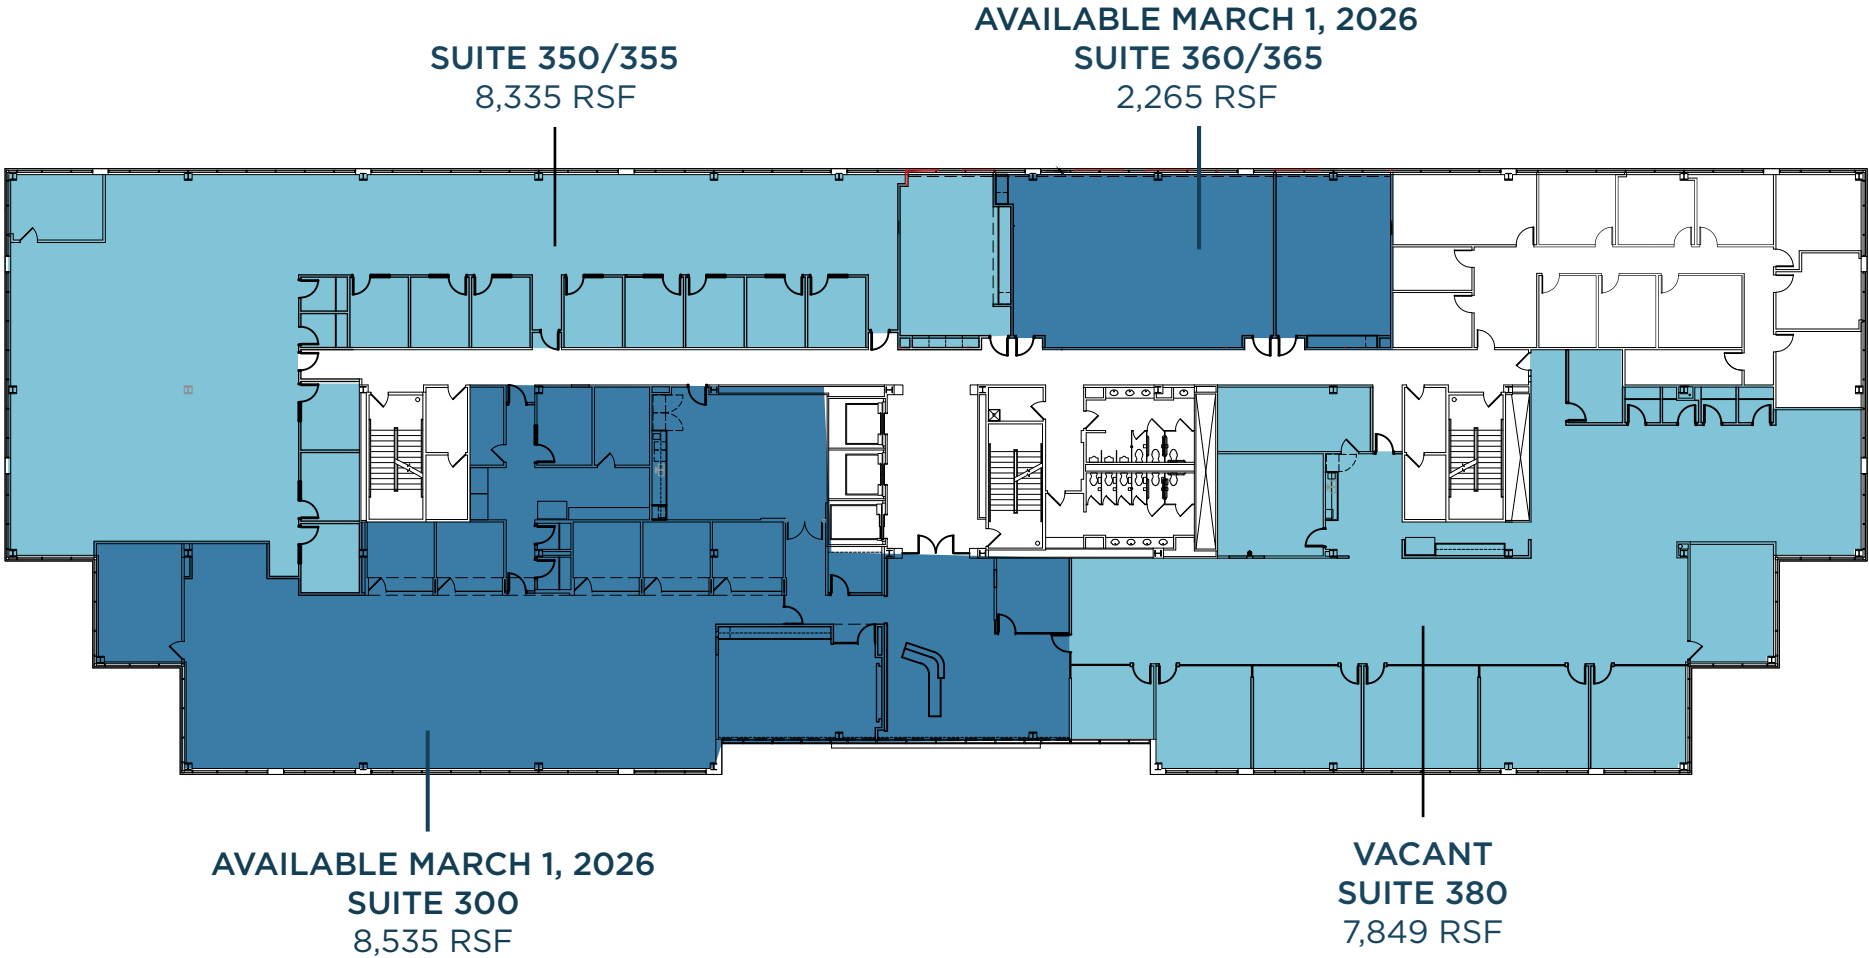 AVAILABLE MARCH 1, 2026
SUITE 360/365
2,265 RSF
SUITE 350/355
8,335 RSF
AVAILABLE MARCH 1, 2026
SUITE 300
8,535 RSF
VACANT
SUITE 380
7,849 RSF